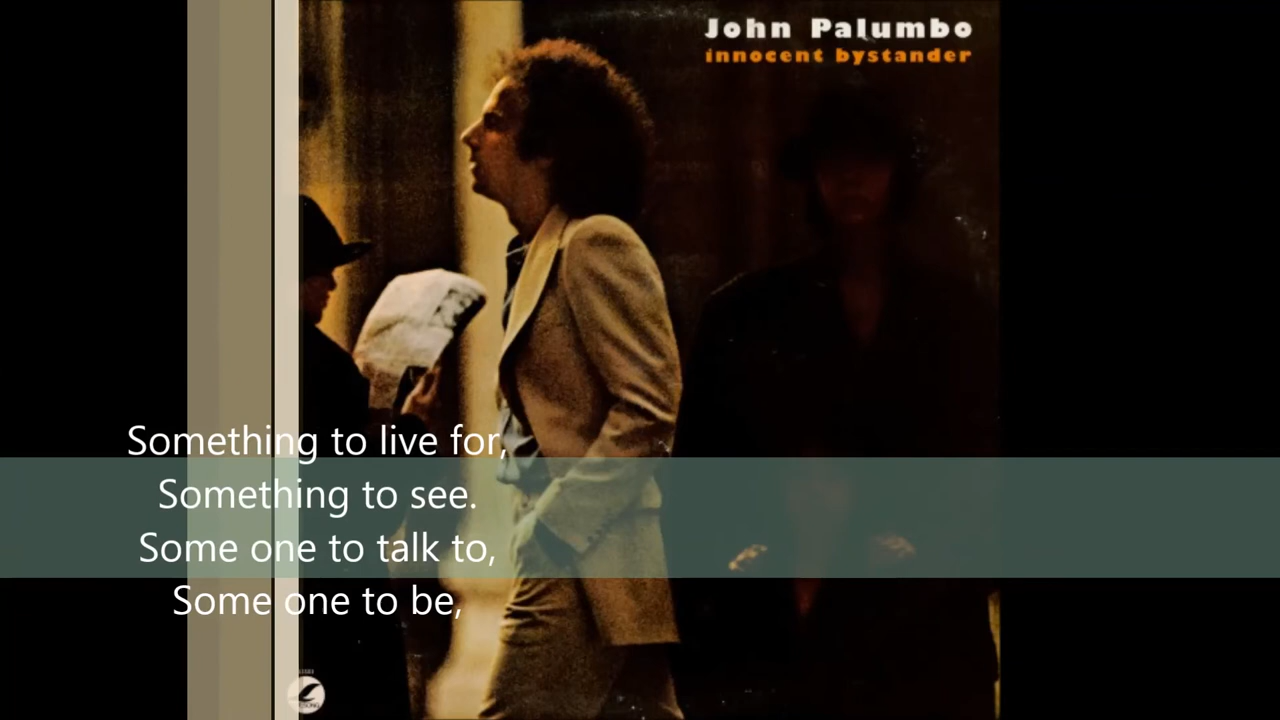 John Palumbo
innocent bystander
Something to live for,
Something to see.
Some one to talk to,
Some one to be,